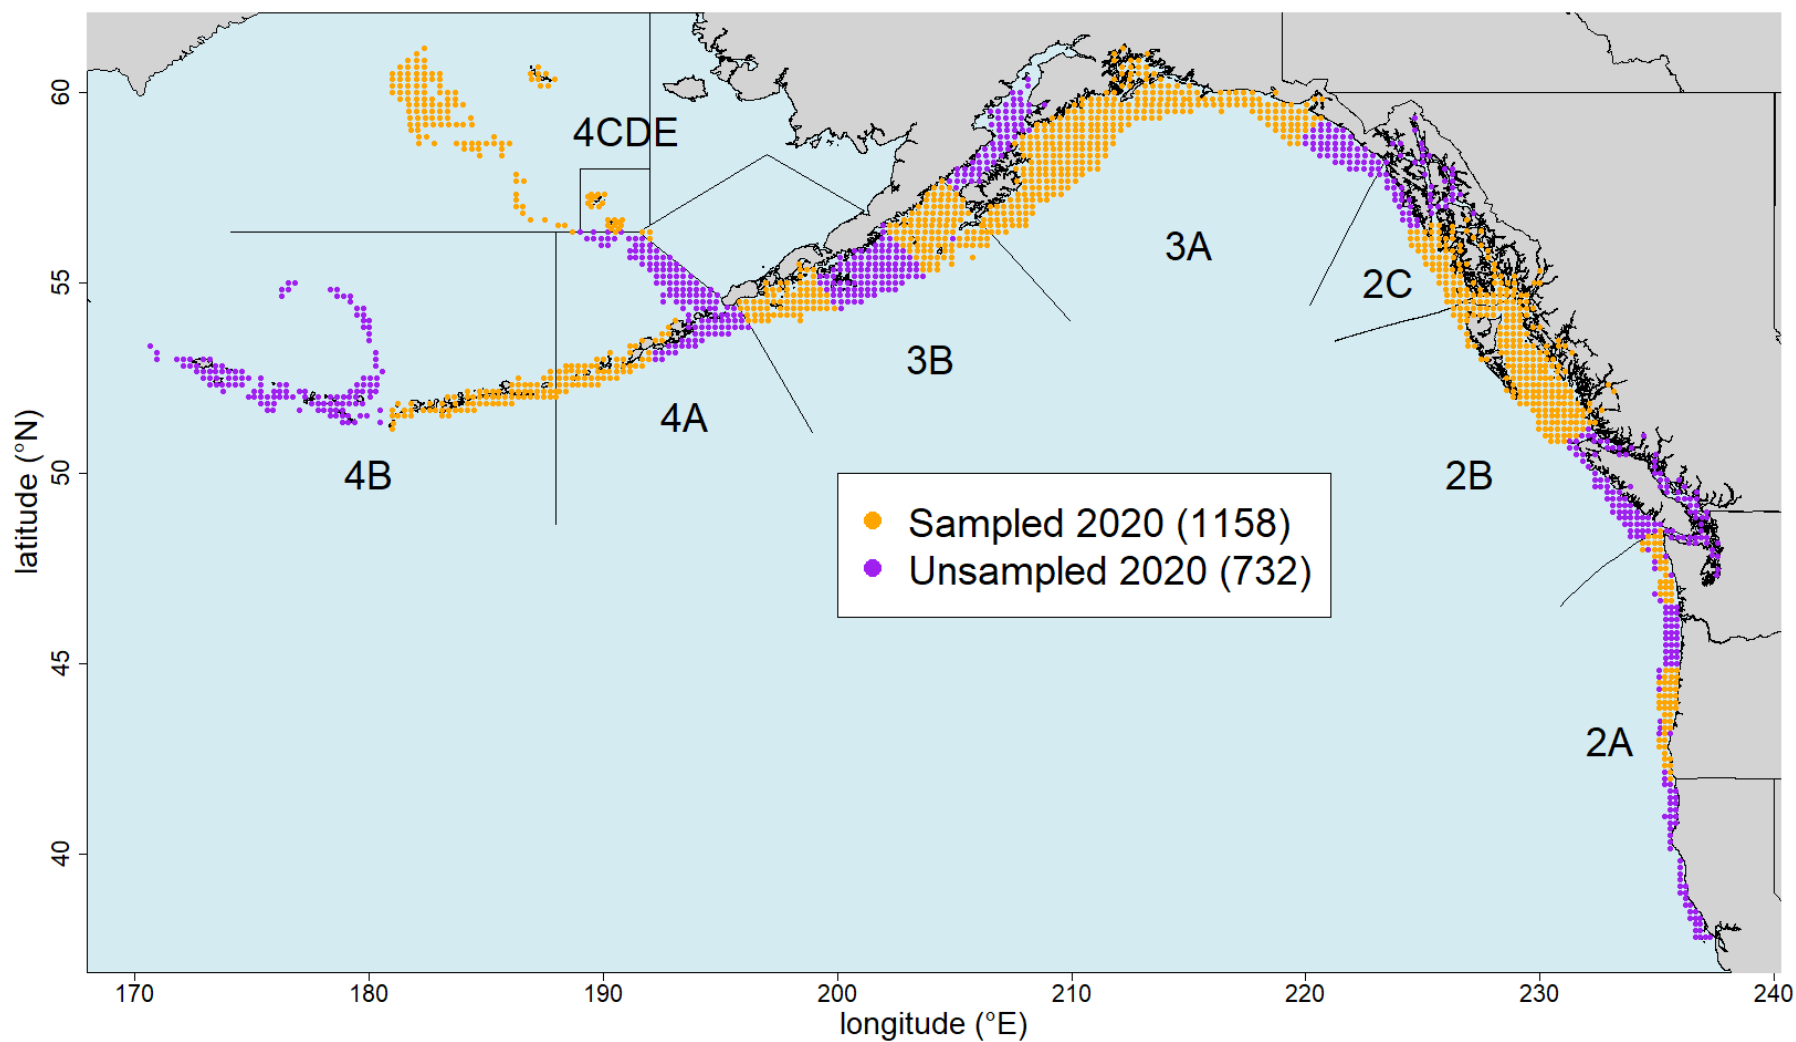 60
55
50
45
40
latitude (°N)
4CDE
3A
2C
3B
4A
4B
2B
2A
Sampled 2020 (1158)
Unsampled 2020 (732)
170
180
190
200
210
220
230
240
longitude (°E)